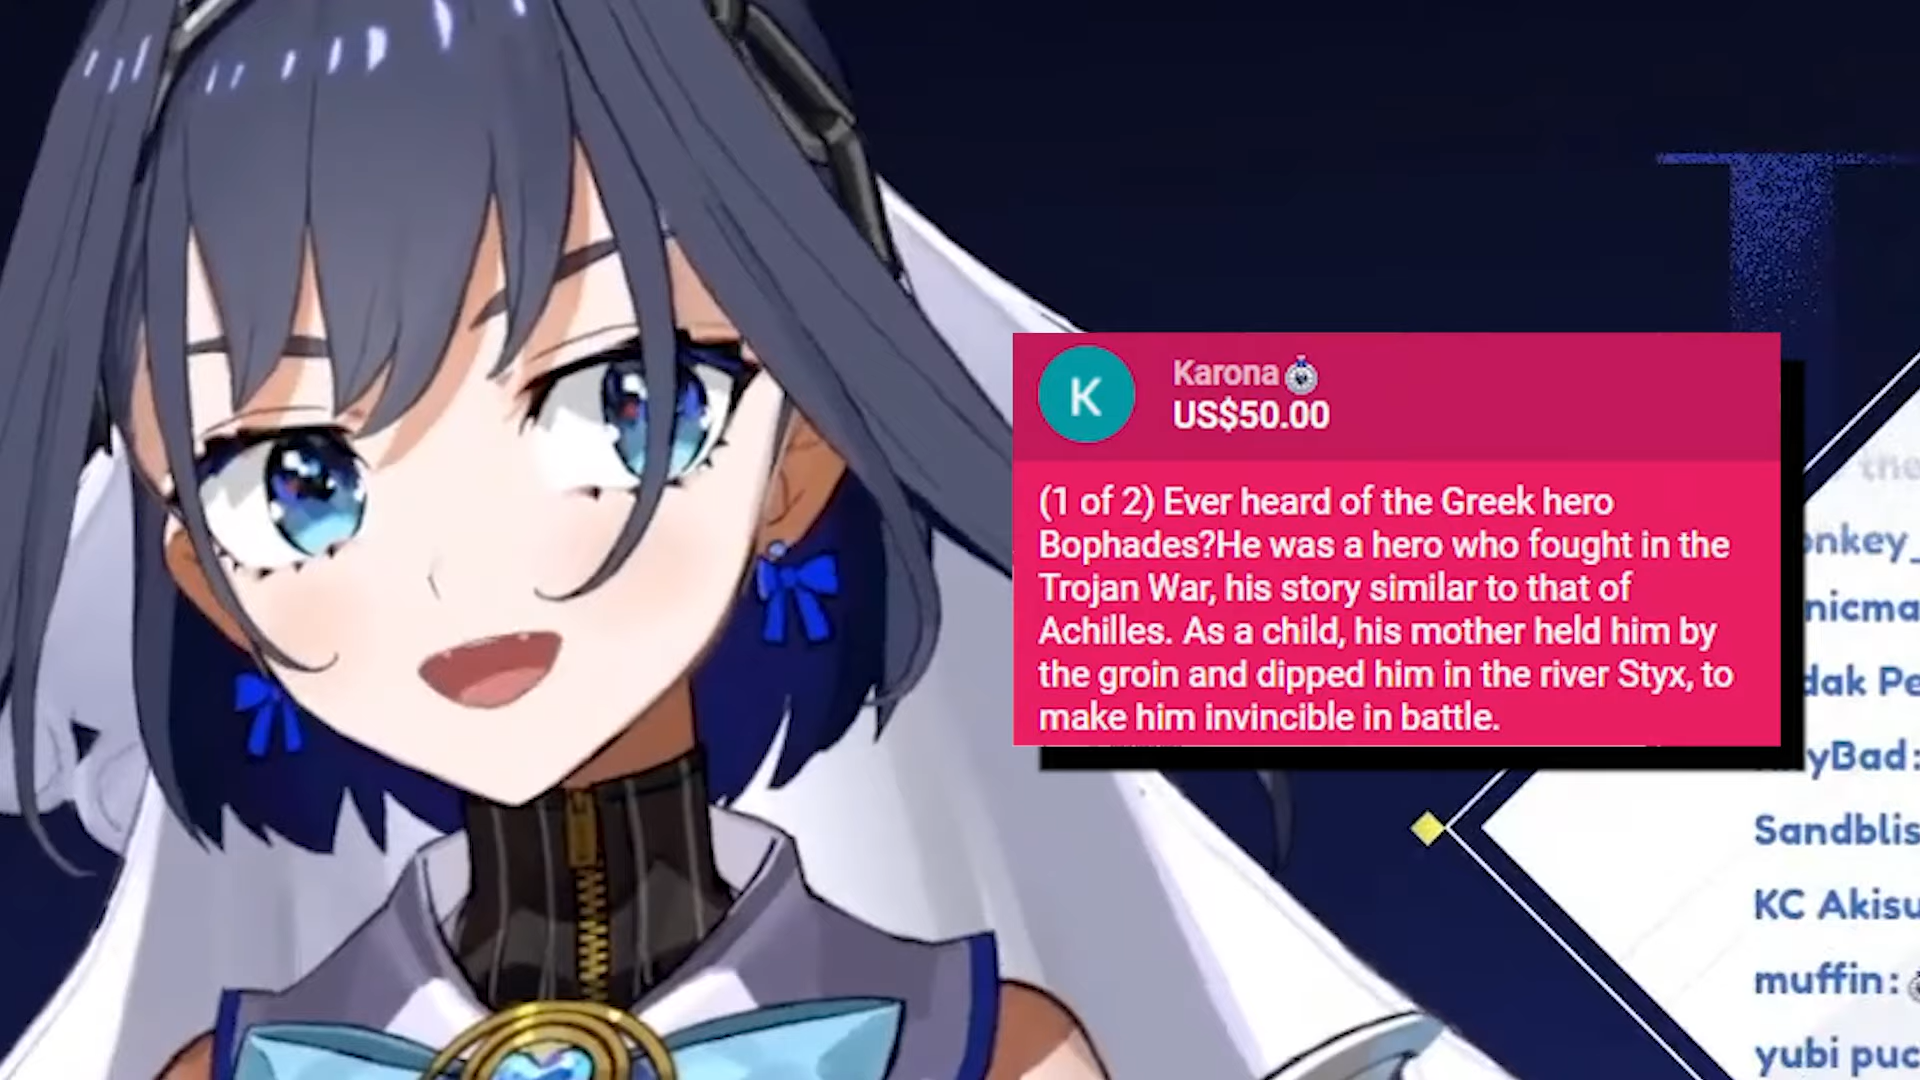 K
Karona
US$50.00
(1 of 2) Ever heard of the Greek hero
Bophades?He was a hero who fought in the
Trojan War, his story similar to that of
Achilles. As a child, his mother held him by
the groin and dipped him in the river Styx, to
make him invincible in battle.
Sandblis
KC Akisu
muffin:
yubi puc